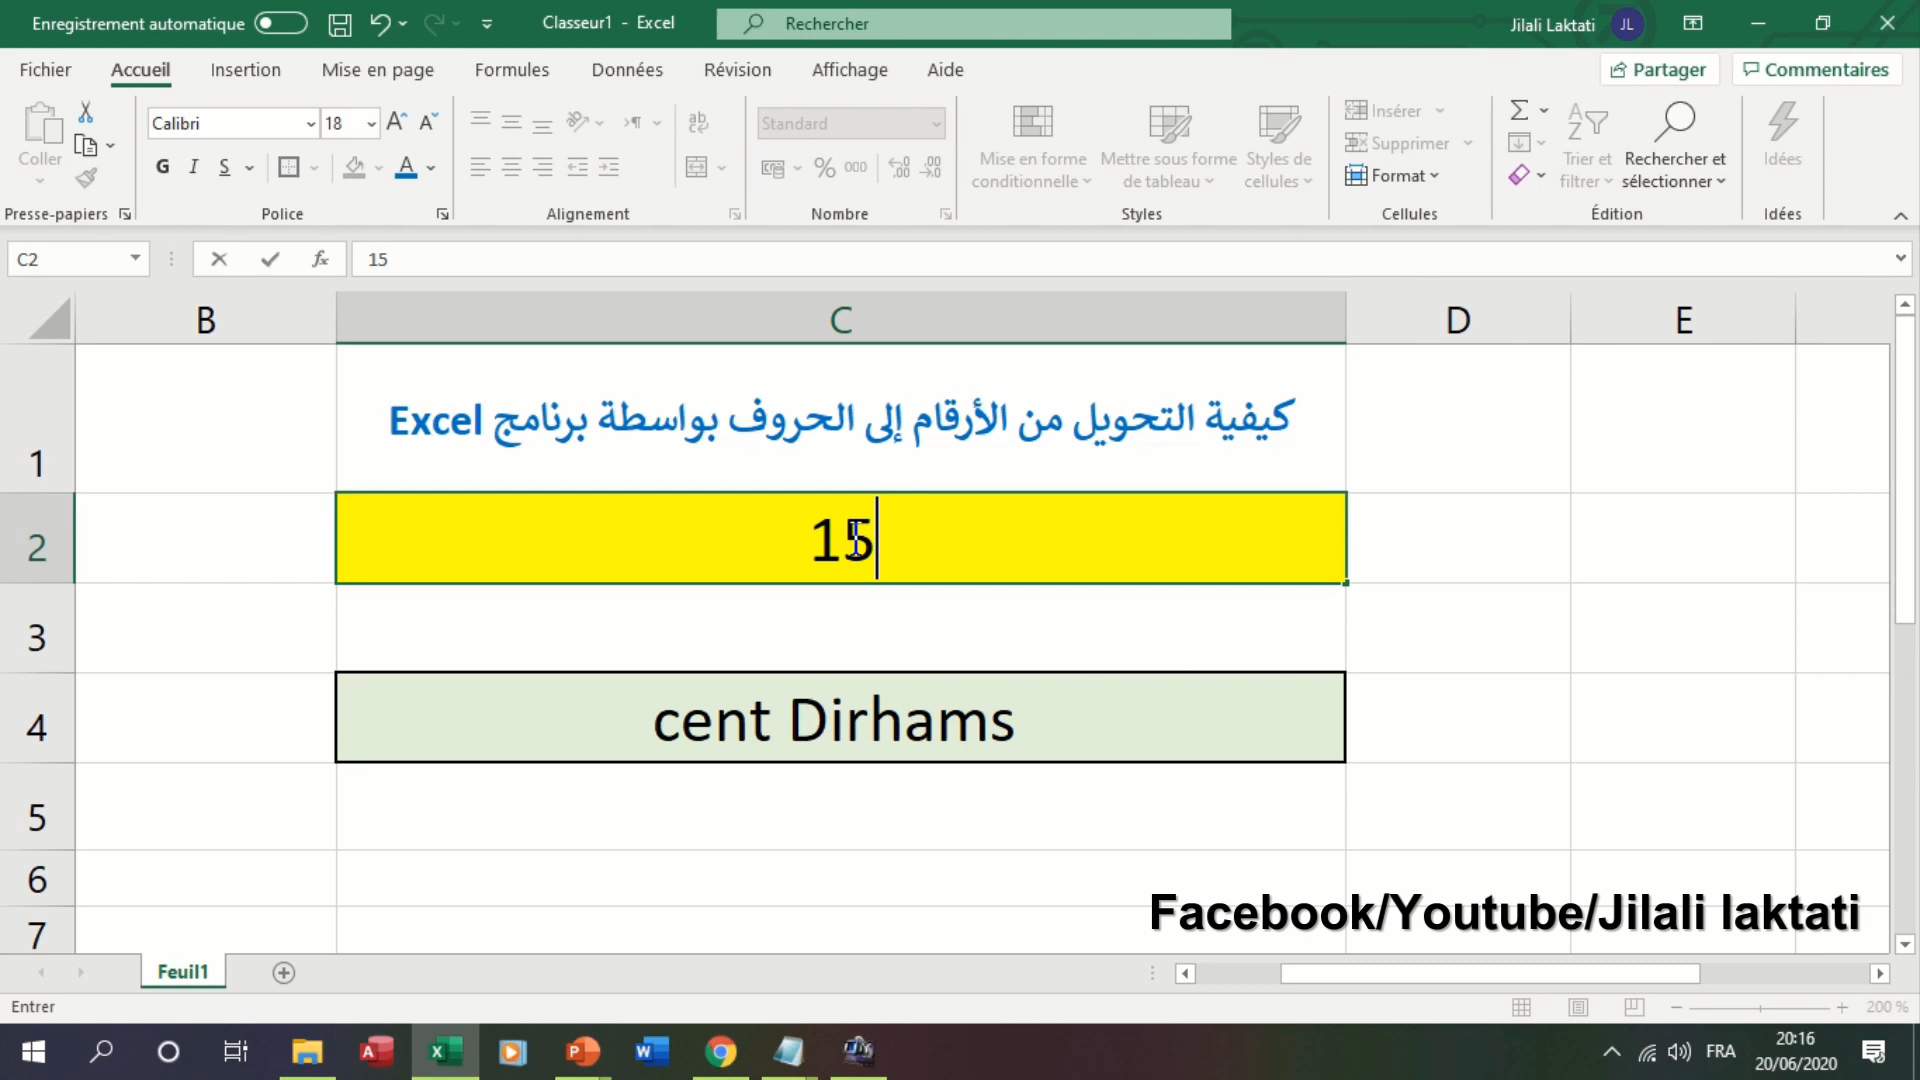 Enregistrement automatique
Classeur1 - Excel
Rechercher
Jilali Laktati
JL
Fichier
Accueil
Insertion
Mise en page
Formules
Données
Révision
Affichage
Aide
Partager
Commentaires
Coller
Presse-papiers
Calibri
18
G I S
Police
Alignement
Standard
% 000
Nombre
Mise en forme conditionnelle
Mettre sous forme de tableau
Styles de cellules
Styles
Insérer
Supprimer
Format
Cellules
Trier et filtrer
Rechercher et sélectionner
Édition
Idées
Idées
C2
fx
15
B
C
D
E
1
كيفية التحويل من الأرقام إلى الحروف بواسطة برنامج Excel
2
15
3
4
cent Dirhams
5
6
7
Facebook/Youtube/Jilali laktati
Feuil1
Entrer
200 %
FRA
20:16
20/06/2020